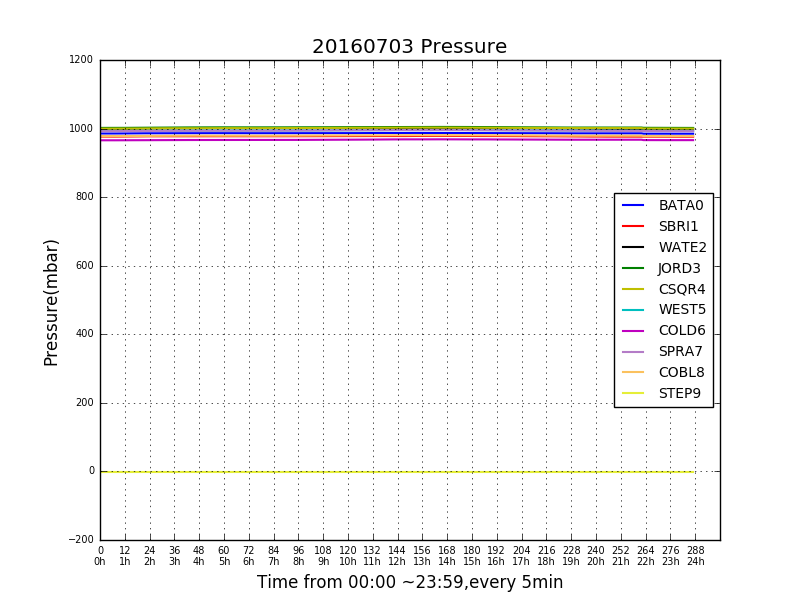 20160703 Pressure
1200
1000
800
600
400
200
0
−200
Pressure(mbar)
BATA0
SBRI1
WATE2
JORD3
CSQR4
WEST5
COLD6
SPRA7
COBL8
STEP9
0 12 24 36 48 60 72 84 96 108 120 132 144 156 168 180 192 204 216 228 240 252 264 276 288
0h 1h 2h 3h 4h 5h 6h 7h 8h 9h 10h 11h 12h 13h 14h 15h 16h 17h 18h 19h 20h 21h 22h 23h 24h
Time from 00:00 ~23:59,every 5min